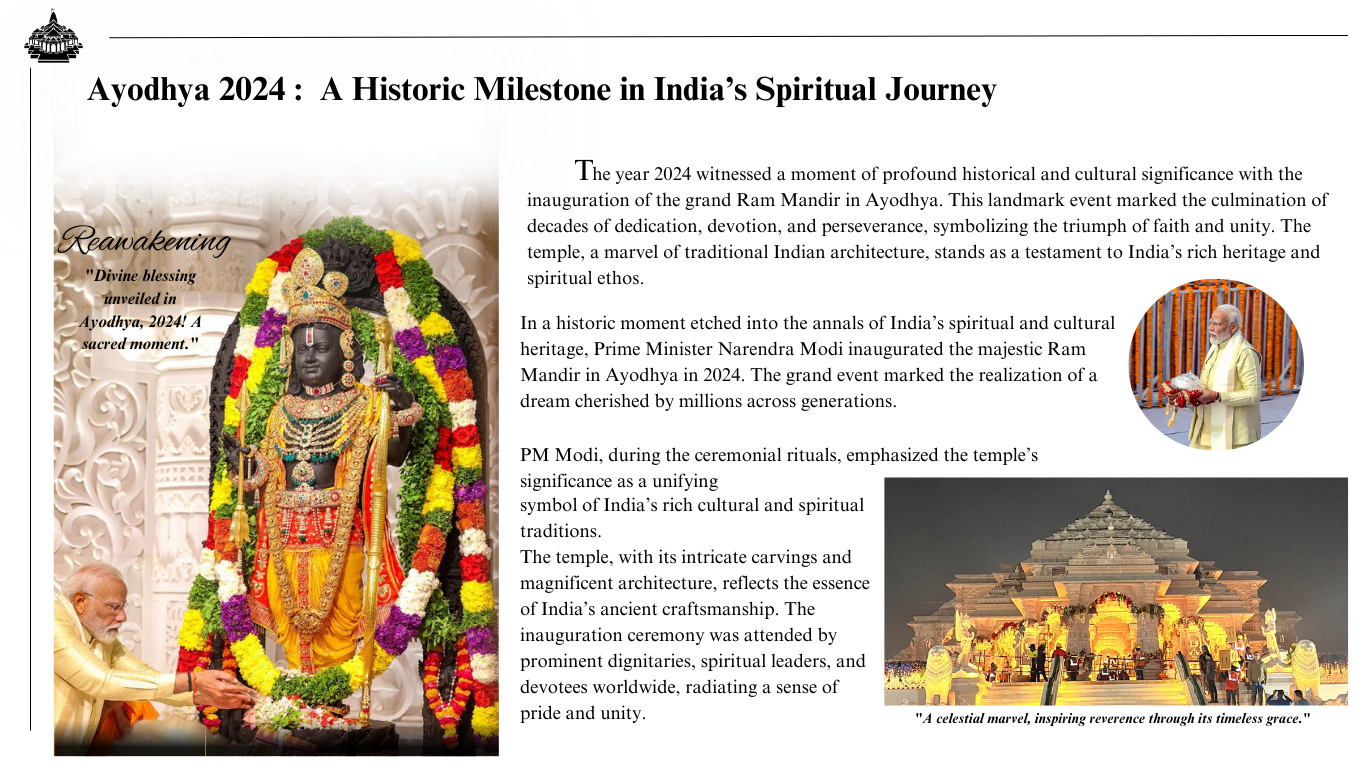 Ayodhya 2024 : A Historic Milestone in India’s Spiritual Journey
Reawakening
"Divine blessing
unveiled in
Ayodhya, 2024! A
sacred moment."
The year 2024 witnessed a moment of profound historical and cultural significance with the
inauguration of the grand Ram Mandir in Ayodhya. This landmark event marked the culmination of
decades of dedication, devotion, and perseverance, symbolizing the triumph of faith and unity. The
temple, a marvel of traditional Indian architecture, stands as a testament to India’s rich heritage and
spiritual ethos.
In a historic moment etched into the annals of India’s spiritual and cultural
heritage, Prime Minister Narendra Modi inaugurated the majestic Ram
Mandir in Ayodhya in 2024. The grand event marked the realization of a
dream cherished by millions across generations.
PM Modi, during the ceremonial rituals, emphasized the temple’s
significance as a unifying
symbol of India’s rich cultural and spiritual
traditions.
The temple, with its intricate carvings and
magnificent architecture, reflects the essence
of India’s ancient craftsmanship. The
inauguration ceremony was attended by
prominent dignitaries, spiritual leaders, and
devotees worldwide, radiating a sense of
pride and unity.
"A celestial marvel, inspiring reverence through its timeless grace."